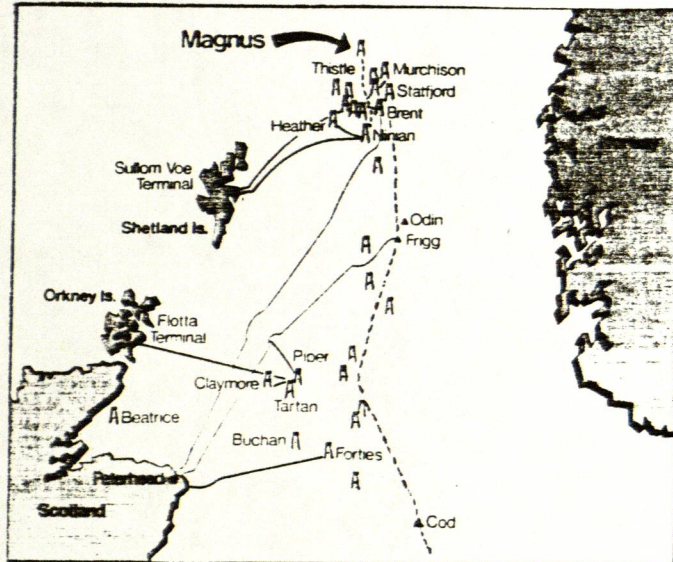 Magnus
Thistle
Murchison
Statfjord
Brent
Heather
Ninian
Sullom Voe
Terminal
Shetland Is.
Odin
Frigg
Orkney Is.
Flotta
Terminal
Piper
Claymore
Tartan
Beatrice
Buchan
Forties
Peterhead
Scotland
Cod